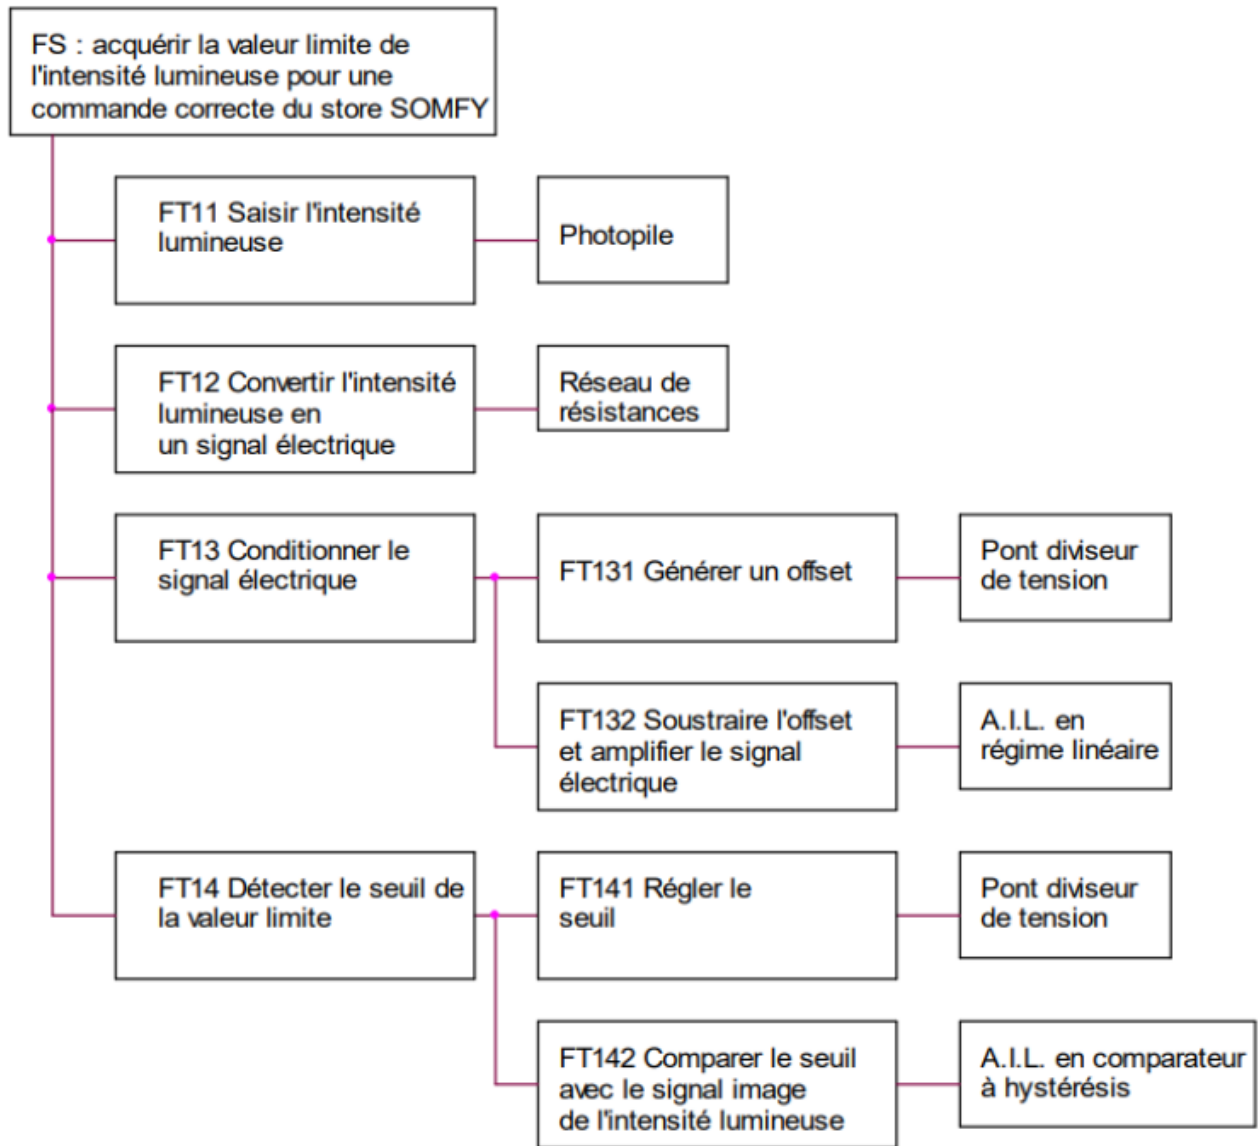 FS : acquérir la valeur limite de
l'intensité lumineuse pour une
commande correcte du store SOMFY
FT11 Saisir l'intensité
lumineuse
Photopile
FT12 Convertir l'intensité
lumineuse en
un signal électrique
Réseau de
résistances
FT13 Conditionner le
signal électrique
FT131 Générer un offset
Pont diviseur
de tension
FT132 Soustraire l'offset
et amplifier le signal
électrique
A.I.L. en
régime linéaire
FT14 Détecter le seuil de
la valeur limite
FT141 Régler le
seuil
Pont diviseur
de tension
FT142 Comparer le seuil
avec le signal image
de l'intensité lumineuse
A.I.L. en comparateur
à hystérésis